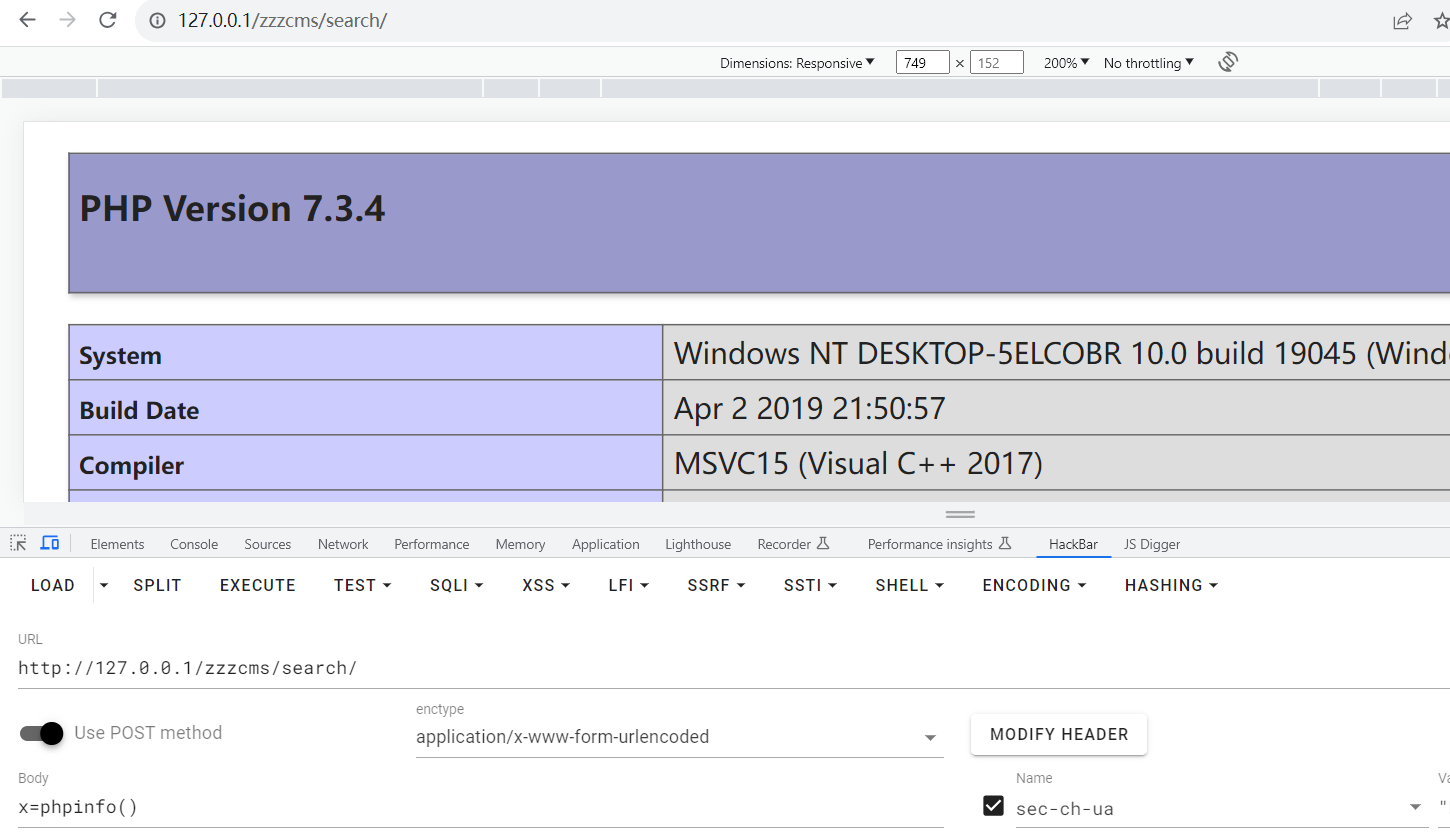 127.0.0.1/zzzcms/search/
Dimensions: Responsive 749 × 152 200% No throttling
PHP Version 7.3.4
System Windows NT DESKTOP-5ELCOBR 10.0 build 19045 (Wind
Build Date Apr 2 2019 21:50:57
Compiler MSVC15 (Visual C++ 2017)
Elements Console Sources Network Performance Memory Application Lighthouse Recorder Performance insights HackBar JS Digger
LOAD SPLIT EXECUTE TEST SQLI XSS LFI SSRF SSTI SHELL ENCODING HASHING
URL
http://127.0.0.1/zzzcms/search/
enctype
Use POST method application/x-www-form-urlencoded MODIFY HEADER
Body Name
x=phpinfo() sec-ch-ua "